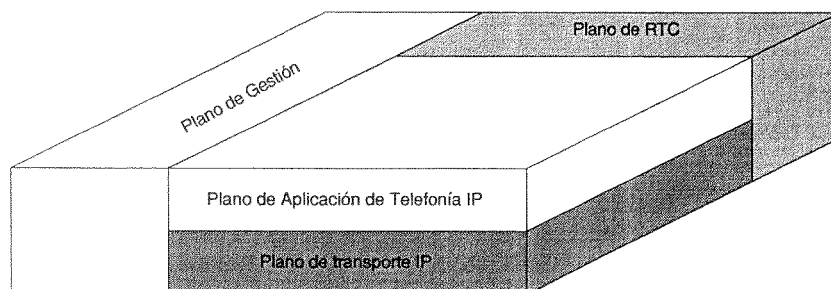 Plano de RTC
Plano de Gestión
Plano de Aplicación de Telefonía IP
Plano de transporte IP